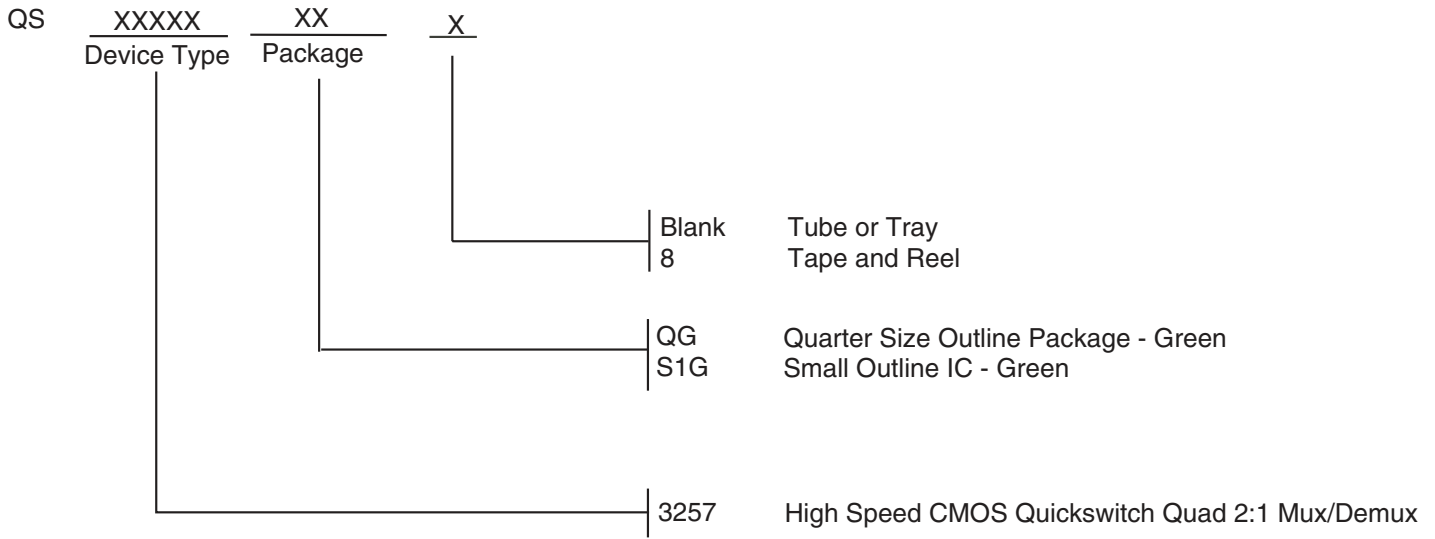 QS XXXXX XX X
Device Type Package
Blank Tube or Tray
8 Tape and Reel
QG Quarter Size Outline Package - Green
S1G Small Outline IC - Green
3257 High Speed CMOS Quickswitch Quad 2:1 Mux/Demux